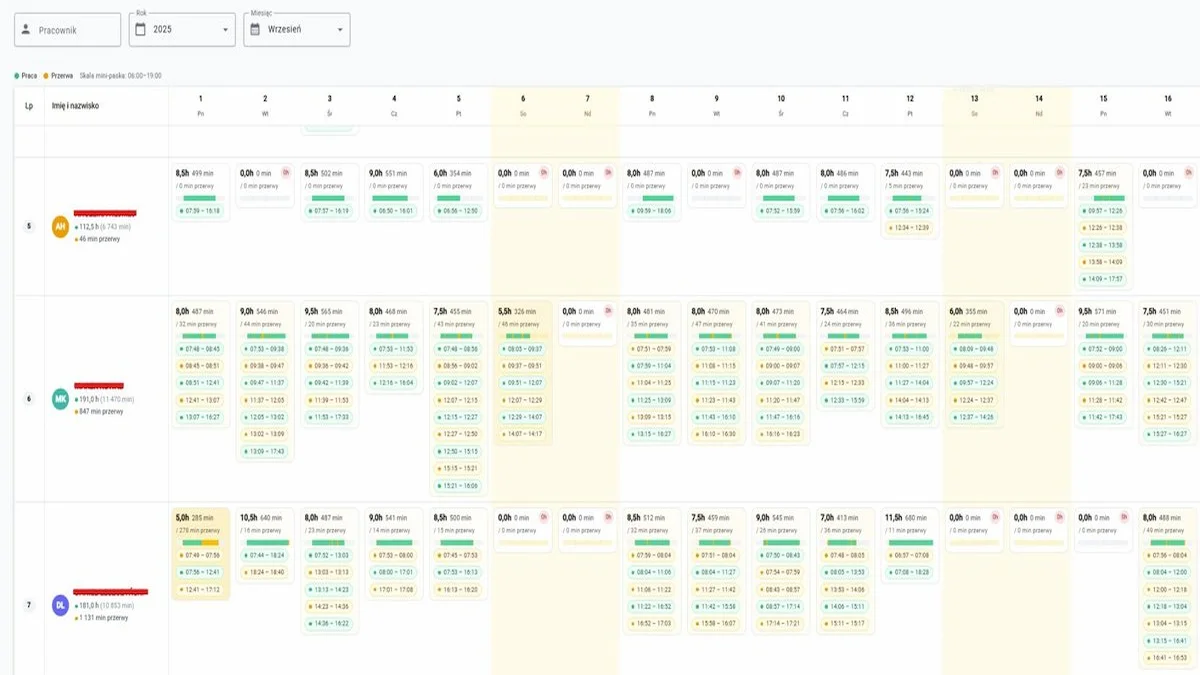 Pracownik
Rok
2025
Miesiąc
Wrzesień
Praca Przerwa Skala mini-paska: 06:00–19:00
Lp Imię i nazwisko 1 2 3 4 5 6 7 8 9 10 11 12 13 14 15 16
Pn Wt Śr Cz Pt So Nd Pn Wt Śr Cz Pt So Nd Pn Wt
8,5h 499 min 0,0h 0 min 0h 8,5h 502 min 9,0h 551 min 6,0h 354 min 0,0h 0 min 0h 0,0h 0 min 0h 8,0h 487 min 0,0h 0 min 0h 8,0h 487 min 8,0h 486 min 7,5h 443 min 0,0h 0 min 0h 0,0h 0 min 0h 7,5h 457 min 0,0h 0 min 0h
/ 0 min przerwy / 0 min przerwy / 0 min przerwy / 0 min przerwy / 0 min przerwy / 0 min przerwy / 0 min przerwy / 0 min przerwy / 0 min przerwy / 0 min przerwy / 0 min przerwy / 5 min przerwy / 0 min przerwy / 0 min przerwy / 23 min przerwy / 0 min przerwy
07:59 – 16:18 07:57 – 16:19 06:50 – 16:01 06:56 – 12:50 09:59 – 18:06 07:52 – 15:59 07:56 – 16:02 07:56 – 15:24 09:57 – 12:26
5 AH 112,5 h (6 743 min) 12:34 – 12:39 12:26 – 12:38
46 min przerwy 12:38 – 13:58
13:58 – 14:09
14:09 – 17:57
8,0h 487 min 9,0h 546 min 9,5h 565 min 8,0h 468 min 7,5h 455 min 5,5h 326 min 0,0h 0 min 0h 8,0h 481 min 8,0h 470 min 8,0h 473 min 7,5h 464 min 8,5h 496 min 6,0h 355 min 0,0h 0 min 0h 9,5h 571 min 7,5h 451 min
/ 32 min przerwy / 44 min przerwy / 20 min przerwy / 23 min przerwy / 43 min przerwy / 48 min przerwy / 0 min przerwy / 35 min przerwy / 47 min przerwy / 41 min przerwy / 24 min przerwy / 36 min przerwy / 22 min przerwy / 0 min przerwy / 20 min przerwy / 30 min przerwy
07:48 – 08:45 07:53 – 09:38 07:48 – 09:36 07:48 – 08:56 08:03 – 09:37 07:51 – 07:59 07:53 – 11:08 07:49 – 09:00 07:51 – 07:57 07:53 – 11:00 08:09 – 09:48 07:52 – 09:00 08:26 – 12:11
08:45 – 08:51 09:38 – 09:47 09:36 – 09:42 11:53 – 12:16 08:56 – 09:02 09:37 – 09:51 07:59 – 11:04 11:08 – 11:15 09:00 – 09:07 07:57 – 12:15 11:00 – 11:27 09:48 – 09:57 09:00 – 09:06 12:11 – 12:30
08:51 – 12:41 09:47 – 11:37 09:42 – 11:39 12:16 – 16:04 09:02 – 12:07 09:51 – 12:07 11:04 – 11:25 11:15 – 11:23 09:07 – 11:20 12:15 – 12:33 11:27 – 14:04 09:57 – 12:24 09:06 – 11:28 12:30 – 15:21
6 MK 191,0 h (11 470 min) 12:41 – 13:07 11:37 – 12:05 11:39 – 11:53 12:07 – 12:15 12:07 – 12:29 11:25 – 13:09 11:23 – 11:43 11:20 – 11:47 12:33 – 15:59 14:04 – 14:13 12:24 – 12:37 11:28 – 11:42 12:42 – 12:47
847 min przerwy 13:07 – 16:27 12:05 – 13:02 11:53 – 17:33 12:15 – 12:27 12:29 – 14:07 13:09 – 13:15 11:43 – 16:10 11:47 – 16:16 14:13 – 16:45 12:37 – 14:26 11:42 – 17:43 15:21 – 15:27
13:02 – 13:09 12:27 – 12:50 14:07 – 14:17 13:15 – 16:27 16:10 – 16:30 16:16 – 16:23 15:27 – 16:27
13:09 – 17:43 12:50 – 15:15
15:15 – 15:21
15:21 – 16:06
5,0h 285 min 10,5h 640 min 8,0h 487 min 9,0h 541 min 8,5h 500 min 0,0h 0 min 0h 0,0h 0 min 0h 8,5h 512 min 7,5h 459 min 9,0h 545 min 7,0h 413 min 11,5h 680 min 0,0h 0 min 0h 0,0h 0 min 0h 0,0h 0 min 0h 8,0h 488 min
/ 278 min przerwy / 16 min przerwy / 23 min przerwy / 14 min przerwy / 15 min przerwy / 0 min przerwy / 0 min przerwy / 32 min przerwy / 37 min przerwy / 26 min przerwy / 36 min przerwy / 11 min przerwy / 0 min przerwy / 0 min przerwy / 0 min przerwy / 49 min przerwy
07:49 – 07:56 07:44 – 18:24 07:52 – 13:03 07:53 – 08:00 07:45 – 07:53 07:59 – 08:04 07:51 – 08:04 07:50 – 08:43 07:48 – 08:05 06:57 – 07:08 07:56 – 08:04
07:56 – 12:41 18:24 – 18:40 13:03 – 13:13 08:00 – 17:01 07:53 – 16:13 08:04 – 11:06 08:04 – 11:27 07:54 – 07:59 08:05 – 13:53 07:08 – 18:28 08:04 – 12:00
12:41 – 17:12 13:13 – 14:23 17:01 – 17:08 16:13 – 16:20 11:27 – 11:42 08:43 – 08:57 13:53 – 14:06 12:00 – 12:18
7 DL 181,0 h (10 853 min) 14:23 – 14:36 11:22 – 16:52 11:42 – 15:58 08:57 – 17:14 14:06 – 15:11 12:18 – 13:04
1 131 min przerwy 14:36 – 16:22 16:52 – 17:03 15:58 – 16:07 17:14 – 17:21 15:11 – 15:17 13:04 – 13:15
13:15 – 16:41
16:41 – 16:53